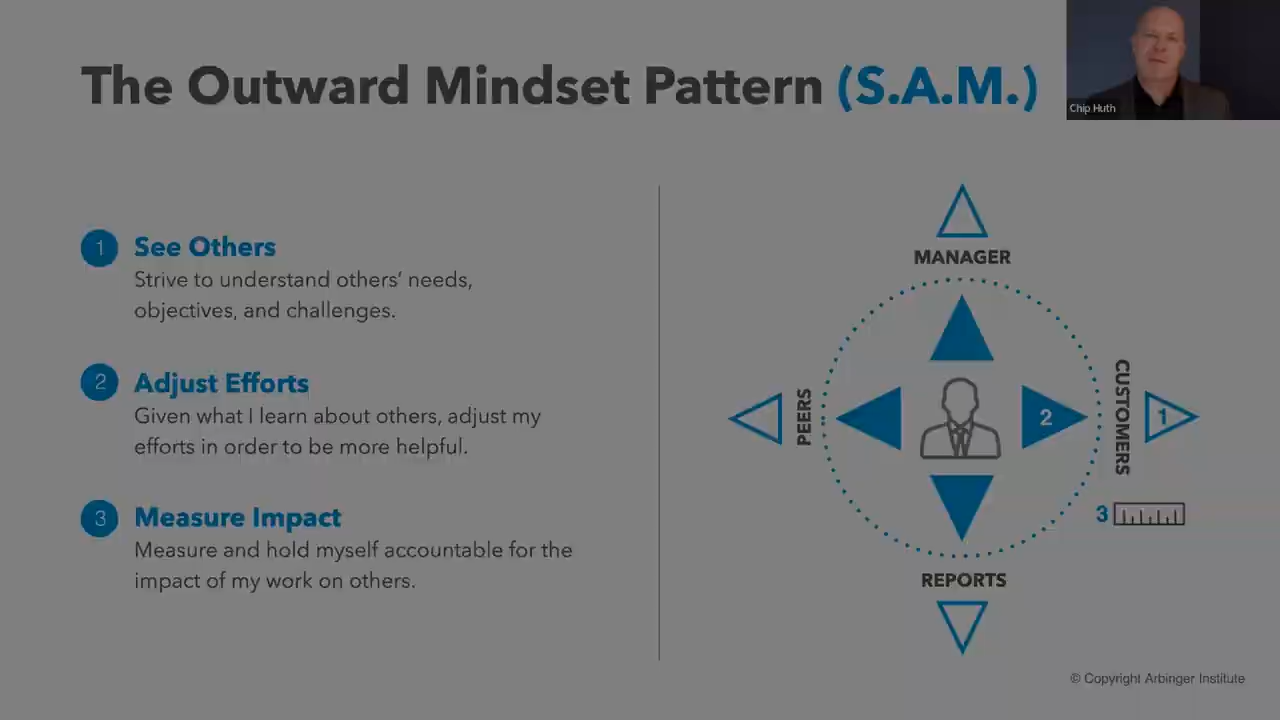 The Outward Mindset Pattern (S.A.M.)
Chip Huth
1 See Others
Strive to understand others’ needs,
objectives, and challenges.
2 Adjust Efforts
Given what I learn about others, adjust my
efforts in order to be more helpful.
3 Measure Impact
Measure and hold myself accountable for the
impact of my work on others.
MANAGER
PEERS
2
CUSTOMERS
1
3
REPORTS
© Copyright Arbinger Institute